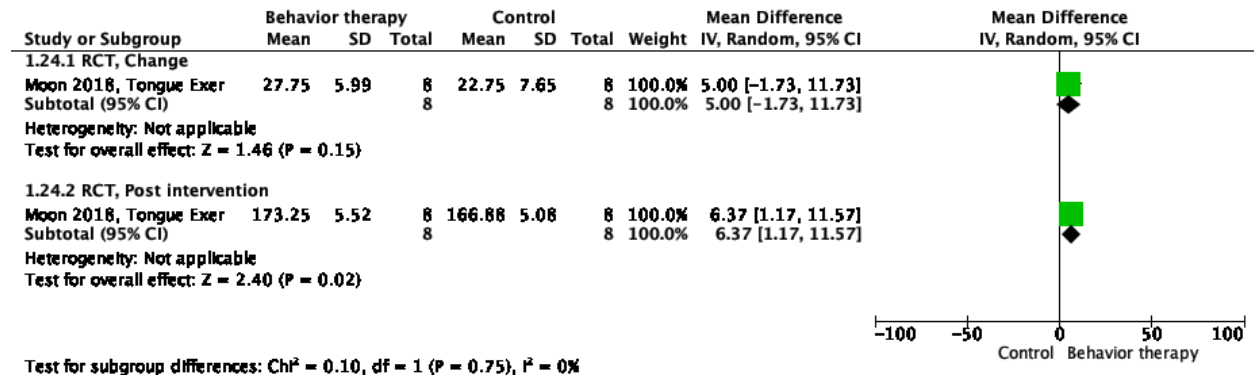 Behavior therapy Control Mean Difference Mean Difference
Study or Subgroup Mean SD Total Mean SD Total Weight IV, Random, 95% CI IV, Random, 95% CI
1.24.1 RCT, Change
Moon 2018, Tongue Exer 27.75 5.99 8 22.75 7.65 8 100.0% 5.00 [-1.73, 11.73]
Subtotal (95% CI) 8 8 100.0% 5.00 [-1.73, 11.73]
Heterogeneity: Not applicable
Test for overall effect: Z = 1.46 (P = 0.15)
1.24.2 RCT, Post intervention
Moon 2018, Tongue Exer 173.25 5.52 8 166.88 5.08 8 100.0% 6.37 [1.17, 11.57]
Subtotal (95% CI) 8 8 100.0% 6.37 [1.17, 11.57]
Heterogeneity: Not applicable
Test for overall effect: Z = 2.40 (P = 0.02)
-100 -50 0 50 100
Control Behavior therapy
Test for subgroup differences: Chi² = 0.10, df = 1 (P = 0.75), I² = 0%